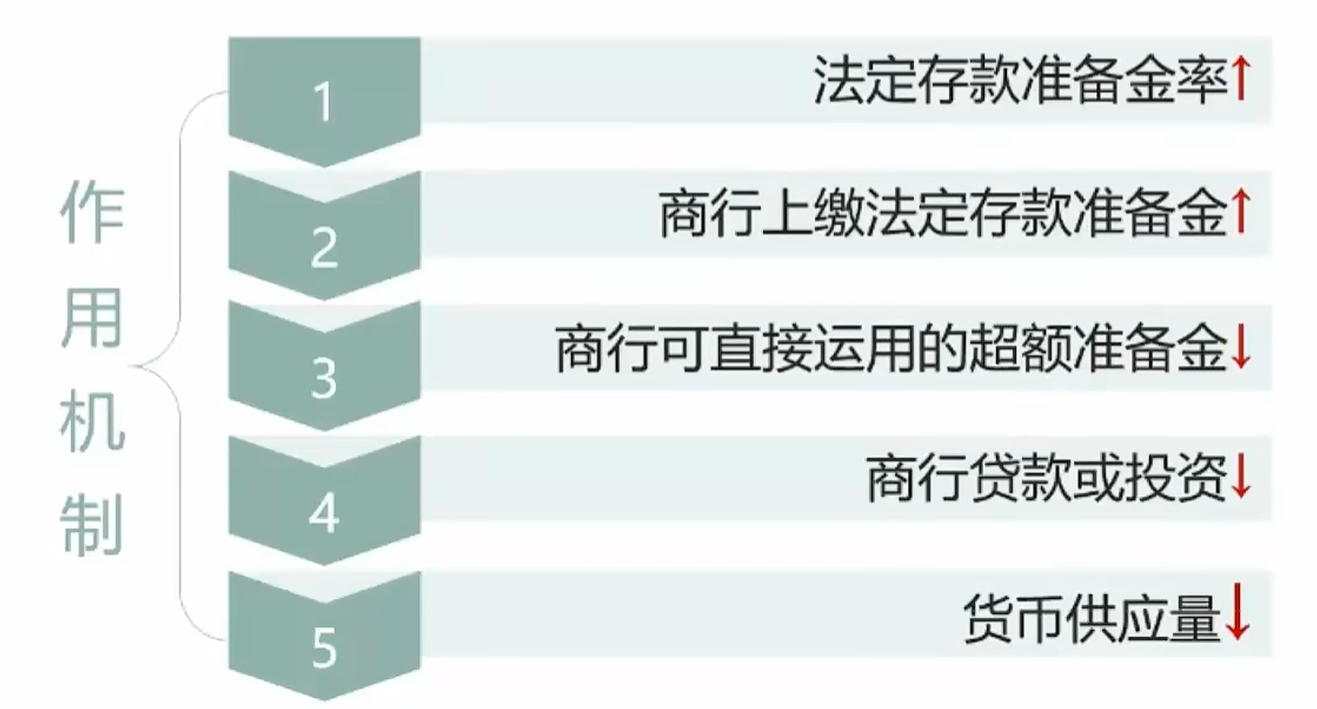 作用机制
1
法定存款准备金率↑
2
商行上缴法定存款准备金↑
3
商行可直接运用的超额准备金↓
4
商行贷款或投资↓
5
货币供应量↓